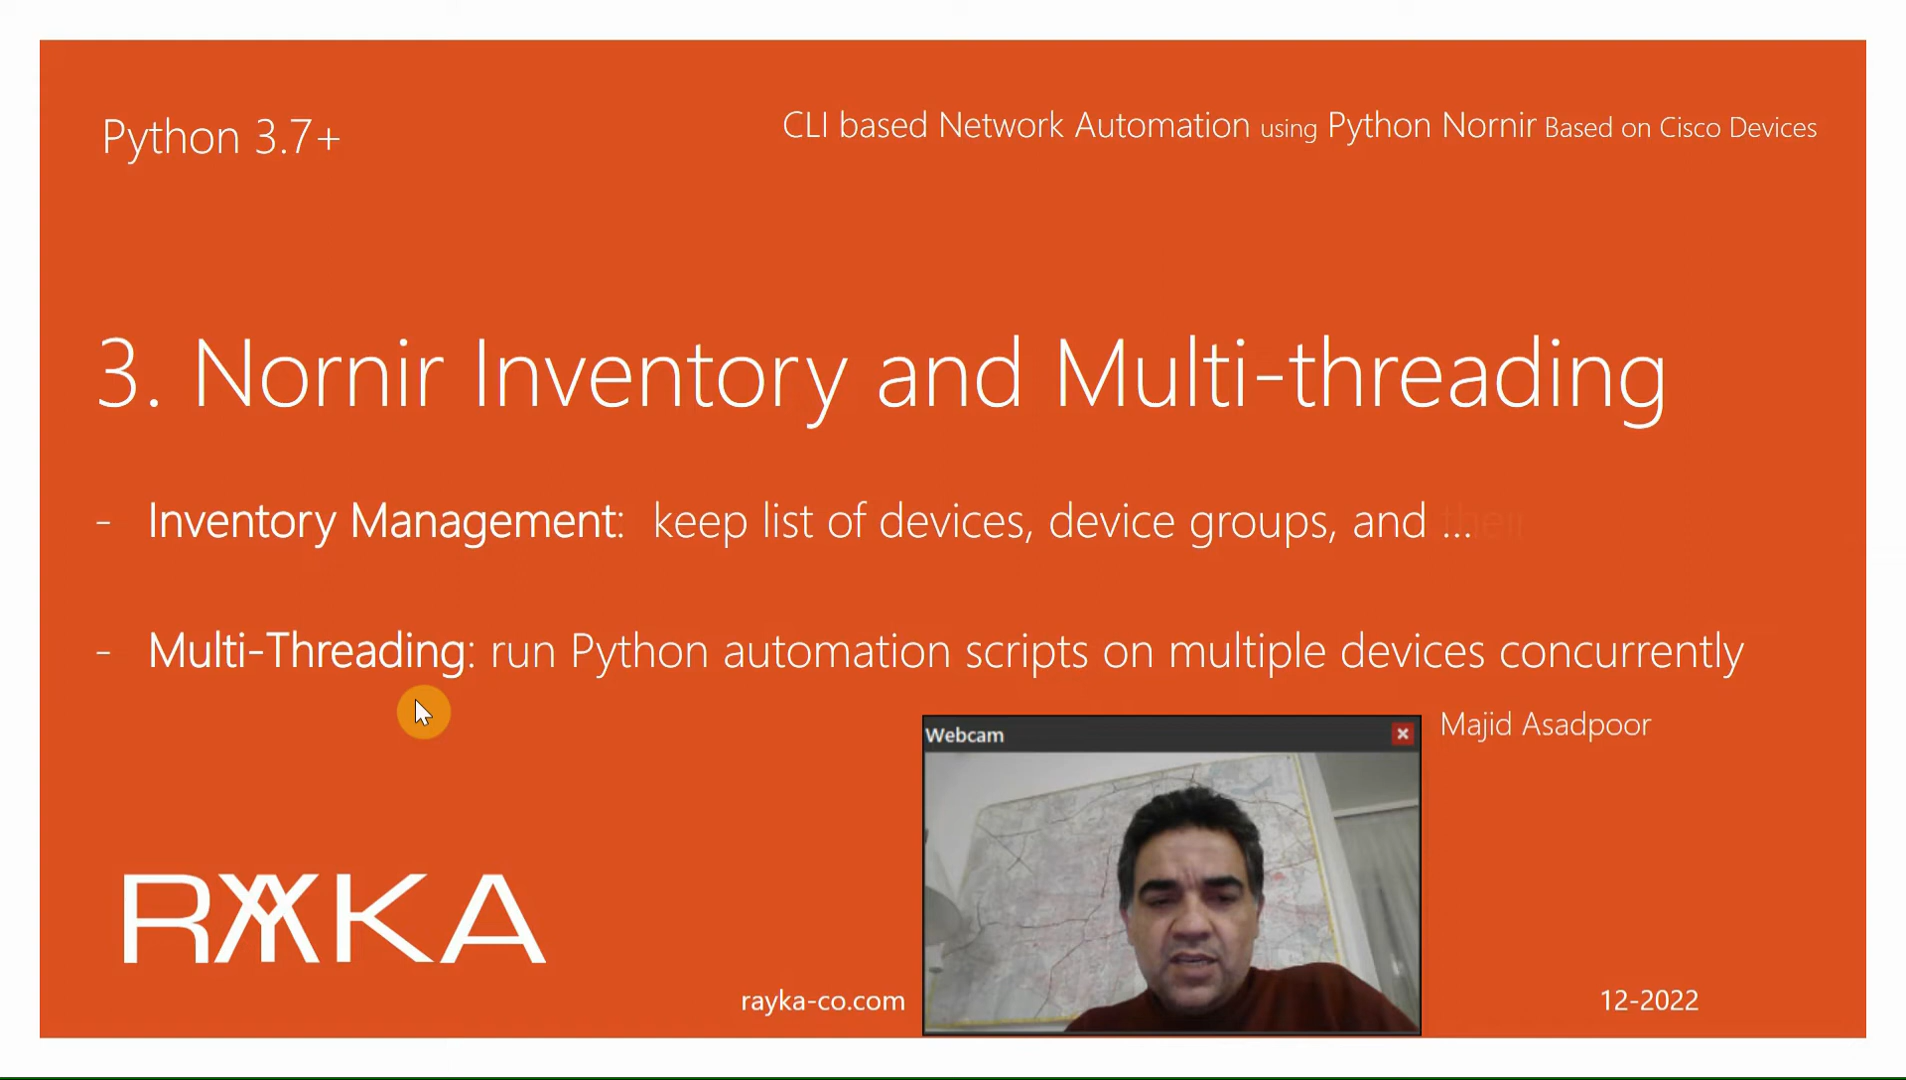 Python 3.7+
CLI based Network Automation using Python Nornir Based on Cisco Devices
3. Nornir Inventory and Multi-threading
- Inventory Management: keep list of devices, device groups, and ... their
- Multi-Threading: run Python automation scripts on multiple devices concurrently
Majid Asadpoor
Webcam
RAYKA
rayka-co.com
12-2022